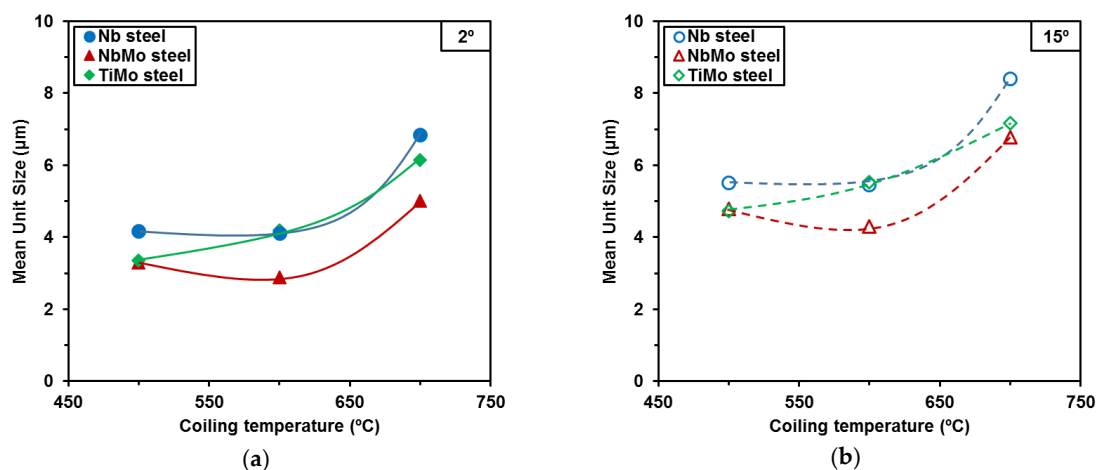 10
8
6
4
2
0
Mean Unit Size (µm)
Nb steel
NbMo steel
TiMo steel
2º
450 550 650 750
Coiling temperature (ºC)
(a)
10
8
6
4
2
0
Mean Unit Size (µm)
Nb steel
NbMo steel
TiMo steel
15º
450 550 650 750
Coiling temperature (ºC)
(b)